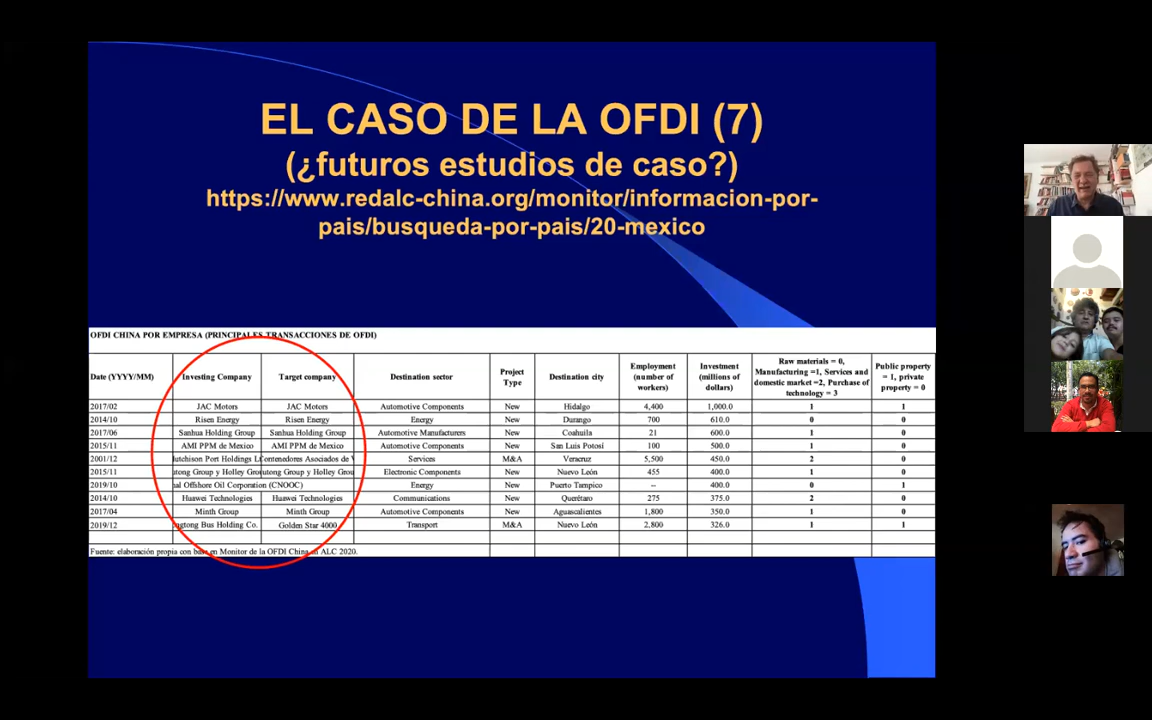 EL CASO DE LA OFDI (7)
(¿futuros estudios de caso?)
https://www.redalc-china.org/monitor/informacion-por-
pais/busqueda-por-pais/20-mexico
OFDI CHINA POR EMPRESA (PRINCIPALES TRANSACCIONES DE OFDI)
Date (YYYY/MM) Investing Company Target company Destination sector Project Type Destination city Employment (number of workers) Investment (millions of dollars) Raw materials = 0, Manufacturing =1, Services and domestic market =2, Purchase of technology = 3 Public property = 1, private property = 0
2017/02 JAC Motors JAC Motors Automotive Components New Hidalgo 4,400 1,000.0 1 1
2014/10 Risen Energy Risen Energy Energy New Durango 700 610.0 0 0
2017/06 Sanhua Holding Group Sanhua Holding Group Automotive Manufacturers New Coahuila 21 600.0 1 0
2015/11 AMI PPM de Mexico AMI PPM de Mexico Automotive Components New San Luis Potosí 100 500.0 1 0
2001/12 utchison Port Holdings L Contenedores Asociados de V Services M&A Veracruz 5,500 450.0 2 0
2015/11 utong Group y Holley Gro utong Group y Holley Grou Electronic Components New Nuevo León 455 400.0 1 0
2019/10 al Offshore Oil Corporation (CNOOC) Energy New Puerto Tampico -- 400.0 0 1
2014/10 Huawei Technologies Huawei Technologies Communications New Querétaro 275 375.0 2 0
2017/04 Minth Group Minth Group Automotive Components New Aguascalientes 1,800 350.0 1 0
2019/12 ngtong Bus Holding Co. Golden Star 4000 Transport M&A Nuevo León 2,800 326.0 1 1
Fuente: elaboración propia con base en Monitor de la OFDI China en ALC 2020.